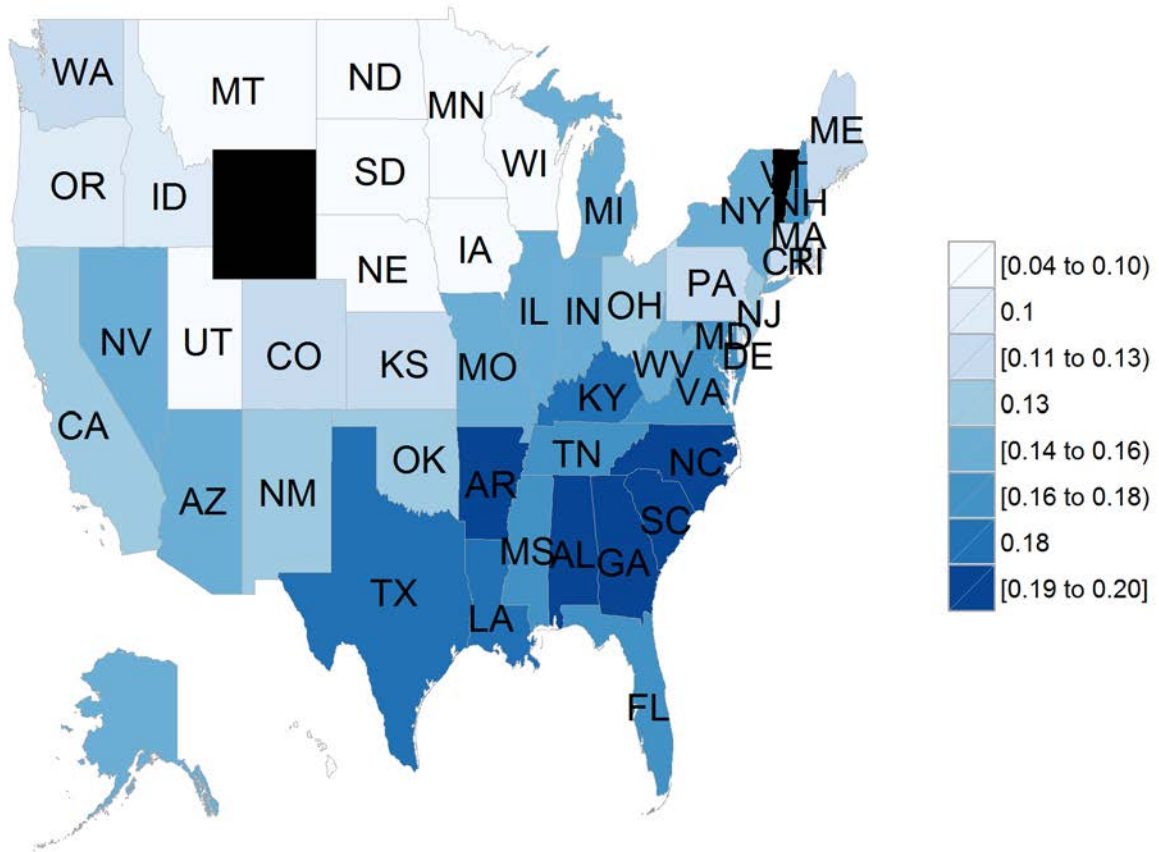 WA
MT
ND
MN
ME
WI
OR
ID
SD
VT
NH
MI
NY
MA
IA
CRI
NE
PA
OH
NJ
IL
IN
NV
UT
CO
KS
MO
MD
DE
WV
VA
KY
CA
TN
NC
OK
AR
NM
AZ
SC
MS
AL
GA
TX
LA
FL
[0.04 to 0.10)
0.1
[0.11 to 0.13)
0.13
[0.14 to 0.16)
[0.16 to 0.18)
0.18
[0.19 to 0.20]